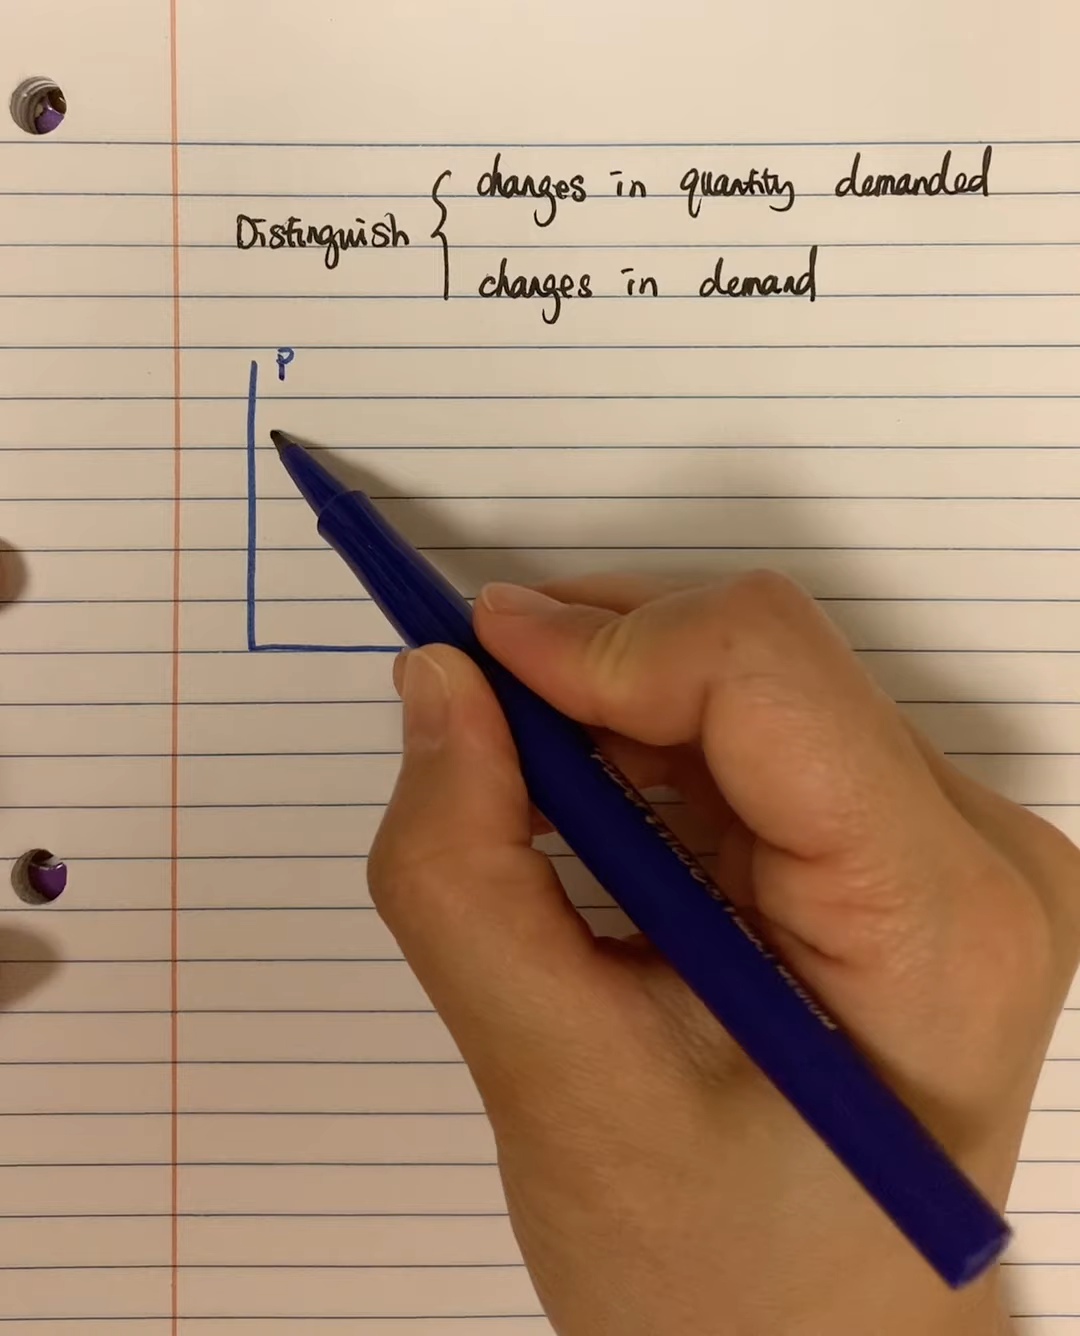 changes in quantity demanded
Distinguish {
changes in demand
P